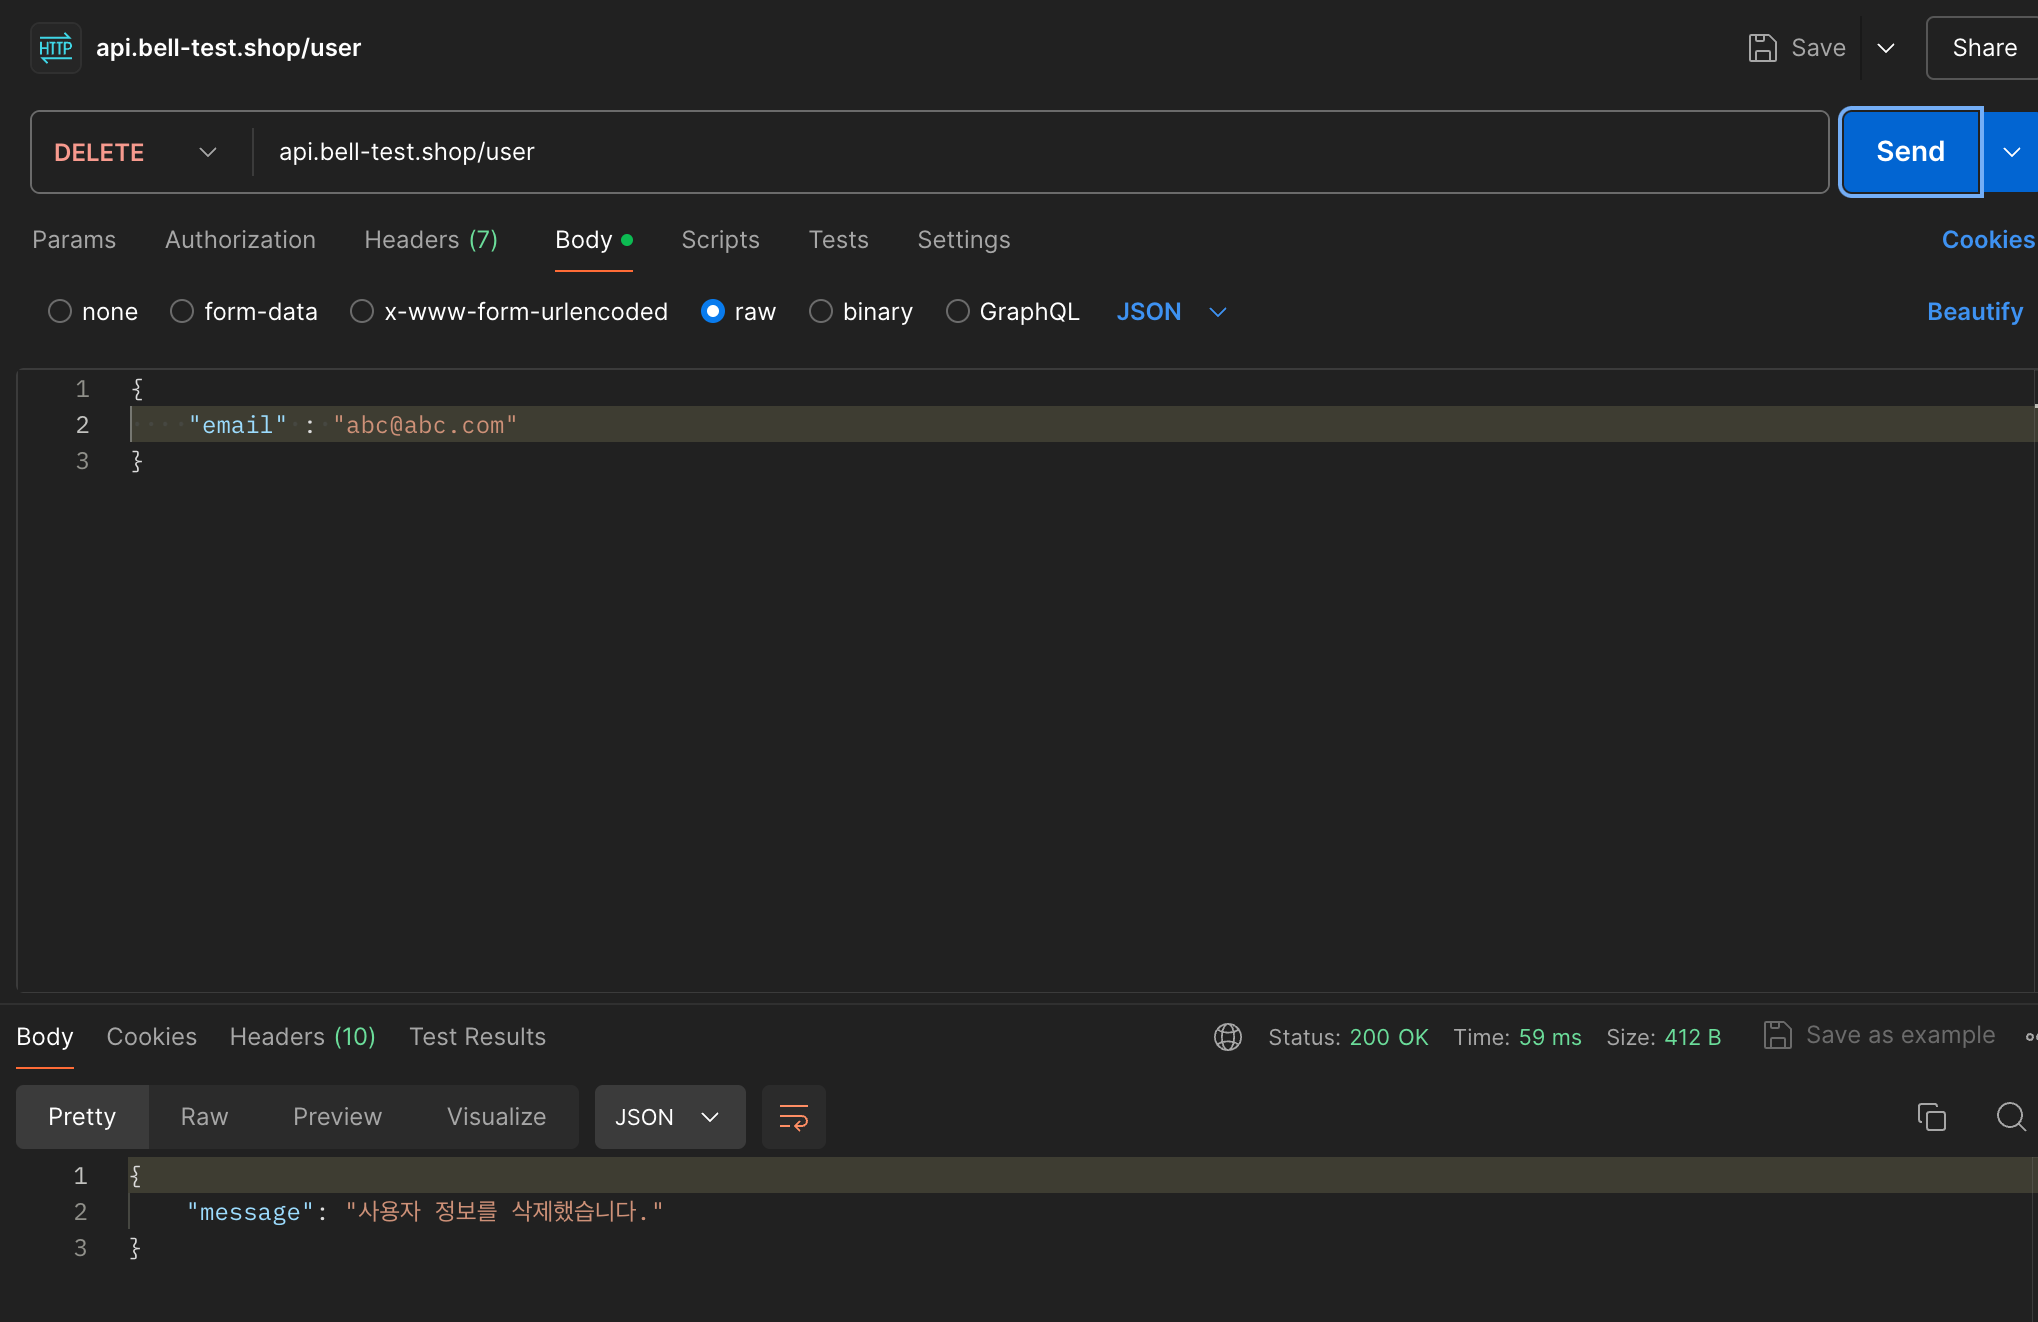 HTTP api.bell-test.shop/user Save Share
DELETE api.bell-test.shop/user Send
Params Authorization Headers (7) Body Scripts Tests Settings Cookies
none form-data x-www-form-urlencoded raw binary GraphQL JSON Beautify
1 {
2 "email" : "abc@abc.com"
3 }
Body Cookies Headers (10) Test Results Status: 200 OK Time: 59 ms Size: 412 B Save as example
Pretty Raw Preview Visualize JSON
1 {
2 "message": "사용자 정보를 삭제했습니다."
3 }